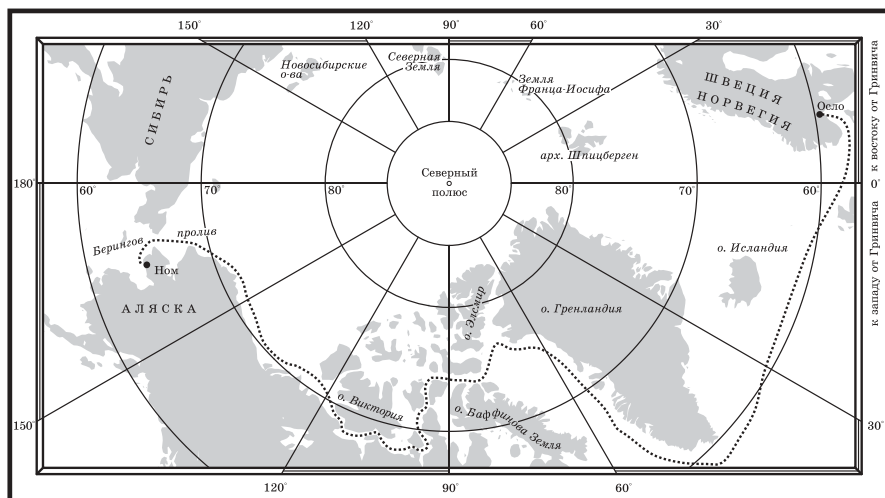 150° 120° 90° 60° 30°
Новосибирские
о-ва
Северная
Земля
Земля
Франца-Иосифа
ШВЕЦИЯ
НОРВЕГИЯ
Осло
СИБИРЬ
арх. Шпицберген
Северный
полюс
180° 60° 70° 80° 80° 70° 60° 0°
к востоку от Гринвича
к западу от Гринвича
Берингов пролив
Ном
АЛЯСКА
о. Исландия
о. Элсмир
о. Гренландия
о. Виктория
о. Баффинова Земля
150° 30°
120° 90° 60°